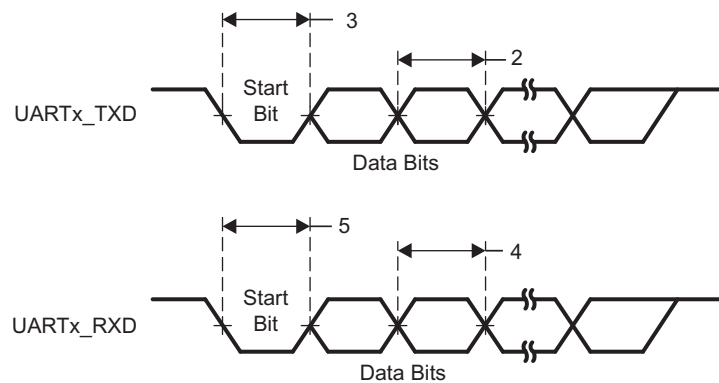 3
2
UARTx_TXD
Start
Bit
Data Bits
5
4
UARTx_RXD
Start
Bit
Data Bits